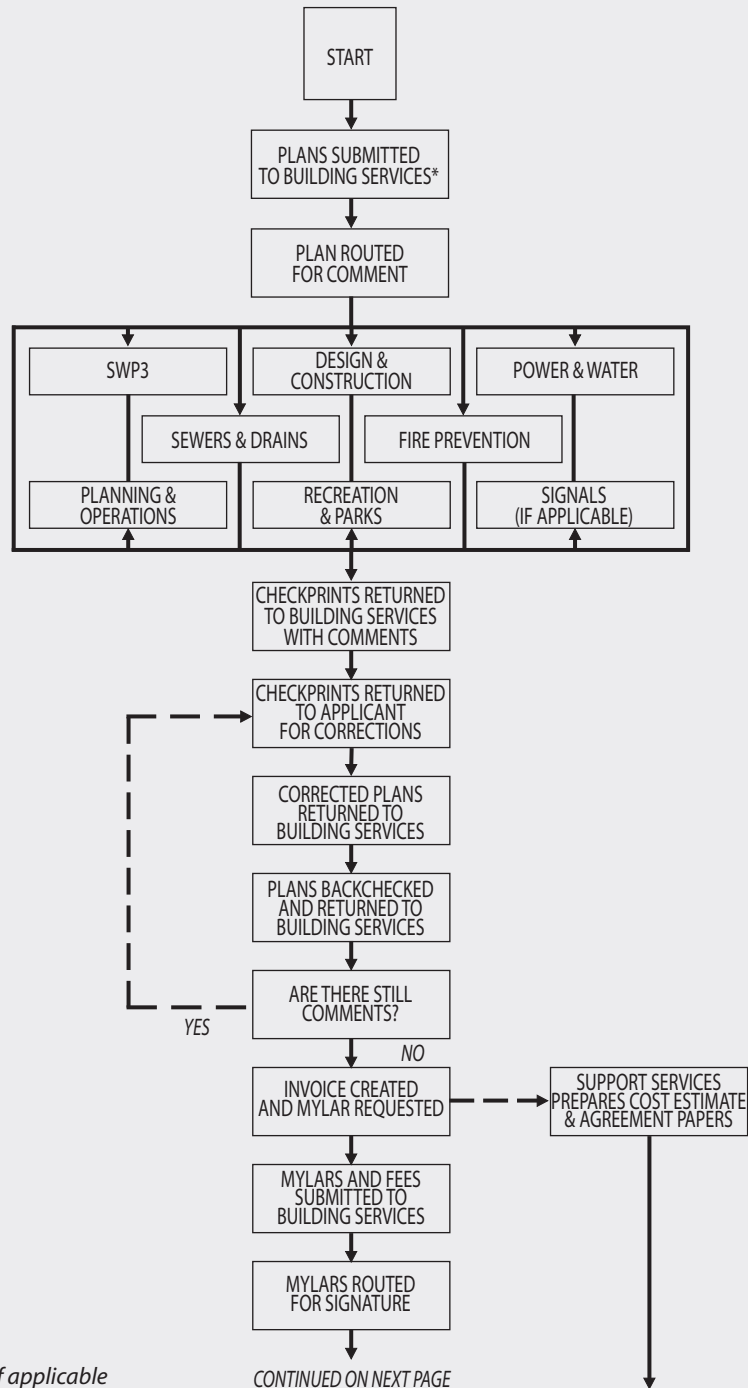 START
PLANS SUBMITTED
TO BUILDING SERVICES*
PLAN ROUTED
FOR COMMENT
SWP3
DESIGN &
CONSTRUCTION
POWER & WATER
SEWERS & DRAINS
FIRE PREVENTION
PLANNING &
OPERATIONS
RECREATION
& PARKS
SIGNALS
(IF APPLICABLE)
CHECKPRINTS RETURNED
TO BUILDING SERVICES
WITH COMMENTS
CHECKPRINTS RETURNED
TO APPLICANT
FOR CORRECTIONS
CORRECTED PLANS
RETURNED TO
BUILDING SERVICES
PLANS BACKCHECKED
AND RETURNED TO
BUILDING SERVICES
ARE THERE STILL
COMMENTS?
YES
NO
INVOICE CREATED
AND MYLAR REQUESTED
SUPPORT SERVICES
PREPARES COST ESTIMATE
& AGREEMENT PAPERS
MYLARS AND FEES
SUBMITTED TO
BUILDING SERVICES
MYLARS ROUTED
FOR SIGNATURE
applicable
CONTINUED ON NEXT PAGE